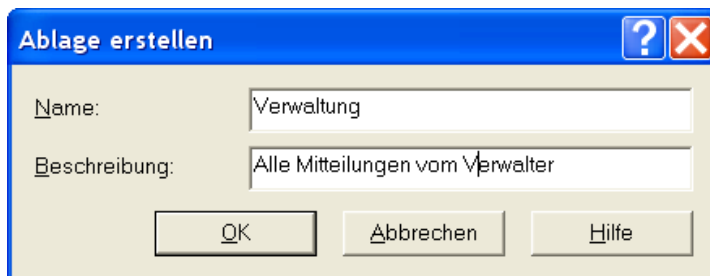 Ablage erstellen
Name: Verwaltung
Beschreibung: Alle Mitteilungen vom Verwalter
OK Abbrechen Hilfe